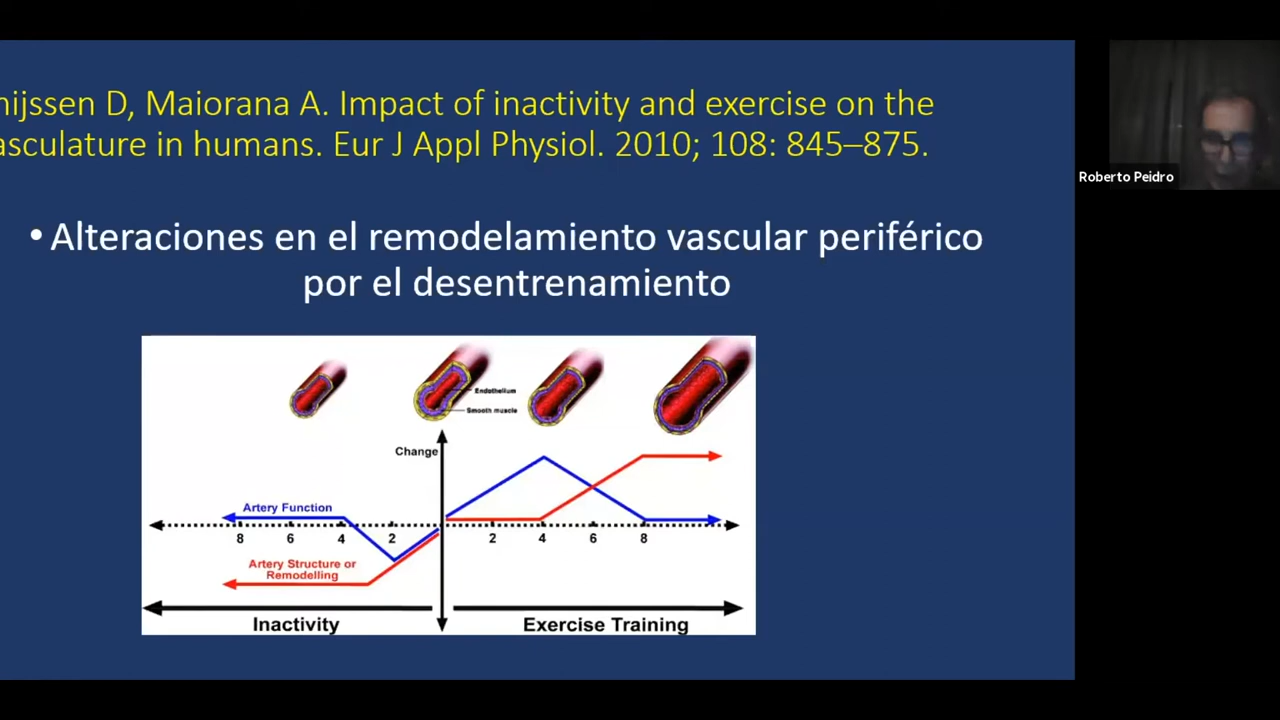 nijssen D, Maiorana A. Impact of inactivity and exercise on the
asculature in humans. Eur J Appl Physiol. 2010; 108: 845–875.
Roberto Peidro
• Alteraciones en el remodelamiento vascular periférico
por el desentrenamiento
Endothelium
Smooth muscle
Change
Artery Function
8 6 4 2 2 4 6 8
Artery Structure or
Remodelling
Inactivity Exercise Training